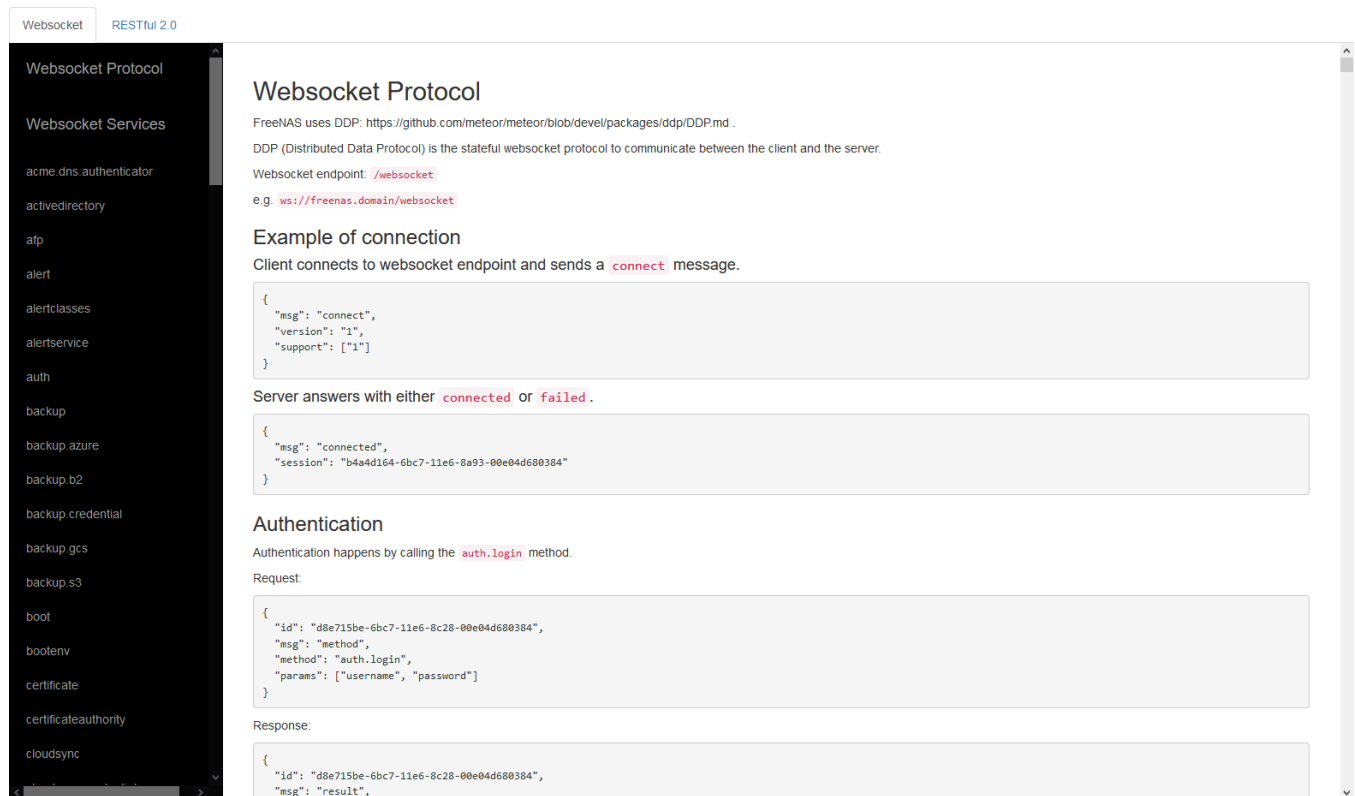 Websocket
RESTful 2.0
Websocket Protocol
Websocket Services
acme.dns.authenticator
activedirectory
afp
alert
alertclasses
alertservice
auth
backup
backup.azure
backup.b2
backup.credential
backup.gcs
backup.s3
boot
bootenv
certificate
certificateauthority
cloudsync
Websocket Protocol
FreeNAS uses DDP: https://github.com/meteor/meteor/blob/devel/packages/ddp/DDP.md .
DDP (Distributed Data Protocol) is the stateful websocket protocol to communicate between the client and the server.
Websocket endpoint: /websocket
e.g. ws://freenas.domain/websocket
Example of connection
Client connects to websocket endpoint and sends a connect message.
{
  "msg": "connect",
  "version": "1",
  "support": ["1"]
}
Server answers with either connected or failed.
{
  "msg": "connected",
  "session": "b4a4d164-6bc7-11e6-8a93-00e04d680384"
}
Authentication
Authentication happens by calling the auth.login method.
Request:
{
  "id": "d8e715be-6bc7-11e6-8c28-00e04d680384",
  "msg": "method",
  "method": "auth.login",
  "params": ["username", "password"]
}
Response:
{
  "id": "d8e715be-6bc7-11e6-8c28-00e04d680384",
  "msg": "result",